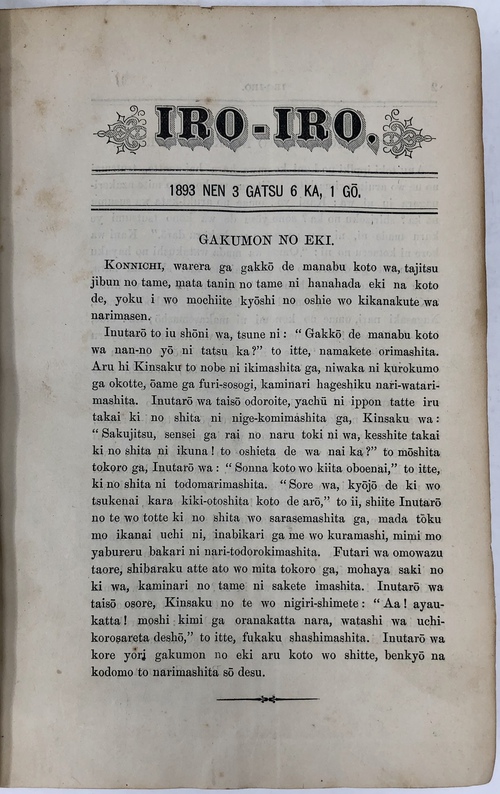 IRO-IRO.
1893 NEN 3 GATSU 6 KA, 1 GŌ.
GAKUMON NO EKI.
KONNICHI, warera ga gakkō de manabu koto wa, tajitsu
jibun no tame, mata tanin no tame ni hanahada eki na koto
de, yoku i wo mochiite kyōshi no oshie wo kikanakute wa
narimasen.
Inutarō to iu shōni wa, tsune ni: “Gakkō de manabu koto
wa nan-no yō ni tatsu ka?” to itte, namakete orimashita.
Aru hi Kinsaku to nobe ni ikimashita ga, niwaka ni kurokumo
ga okotte, ōame ga furi-sosogi, kaminari hageshiku nari-watari-
mashita. Inutarō wa taisō odoroite, yachū ni ippon tatte iru
takai ki no shita ni nige-komimashita ga, Kinsaku wa:
“Sakujitsu, sensei ga rai no naru toki ni wa, kesshite takai
ki no shita ni ikuna! to oshieta de wa nai ka?” to mōshita
tokoro ga, Inutarō wa: “Sonna koto wo kiita oboenai,” to itte,
ki no shita ni todomarimashita. “Sore wa, kyōjō de ki wo
tsukenai kara kiki-otoshita koto de arō,” to ii, shiite Inutarō
no te wo totte ki no shita wo sarasemashita ga, mada tōku
mo ikanai uchi ni, inabikari ga me wo kuramashi, mimi mo
yabureru bakari ni nari-todorokimashita. Futari wa omowazu
taore, shibaraku atte ato wo mita tokoro ga, mohaya saki no
ki wa, kaminari no tame ni sakete imashita. Inutarō wa
taisō osore, Kinsaku no te wo nigiri-shimete: “Aa! ayau-
katta! moshi kimi ga oranakatta nara, watashi wa uchi-
korosareta deshō,” to itte, fukaku shashimashita. Inutarō wa
kore yori gakumon no eki aru koto wo shitte, benkyō na
kodomo to narimashita sō desu.